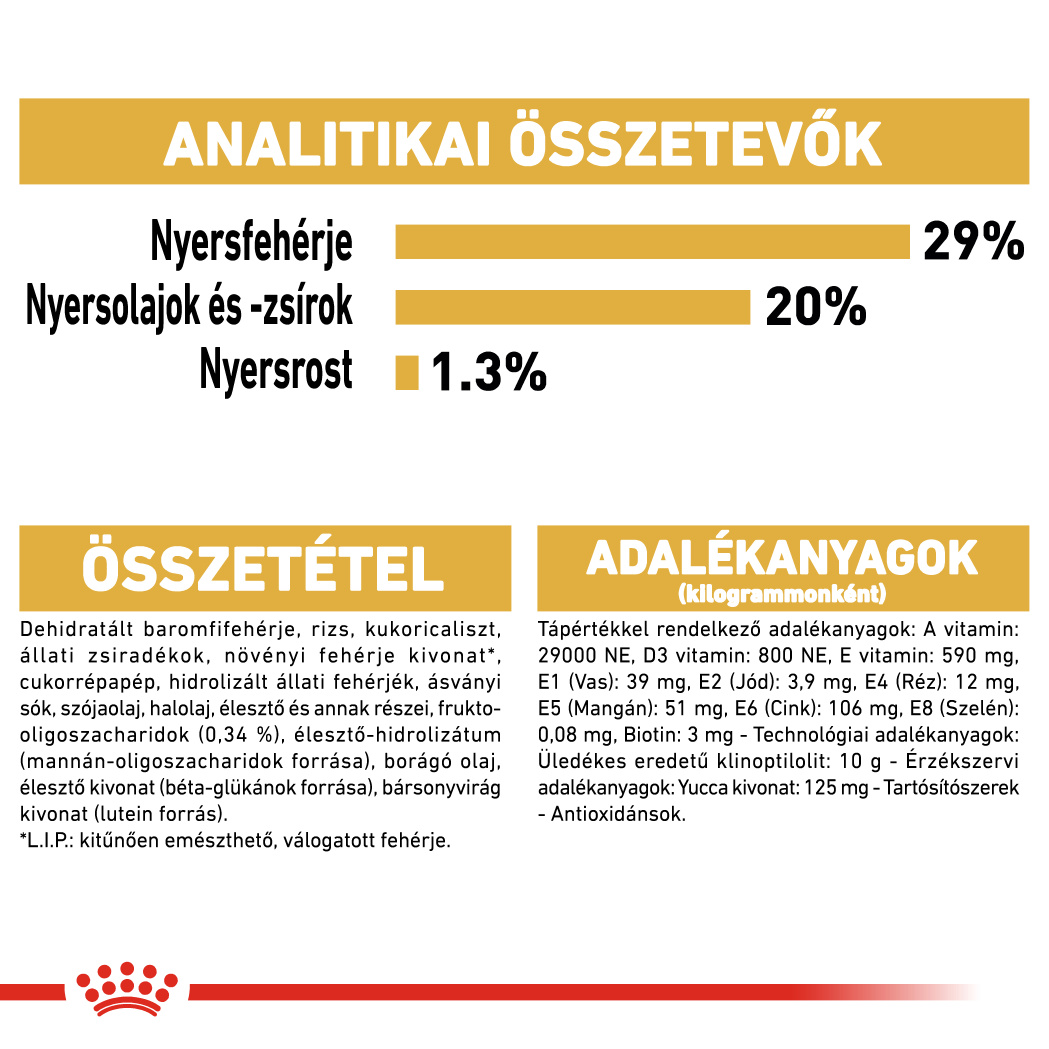 ANALITIKAI ÖSSZETEVŐK
Nyersfehérje 29%
Nyersolajok és -zsírok 20%
Nyersrost 1.3%
ÖSSZETÉTEL
Dehidratált baromfifehérje, rizs, kukoricaliszt,
állati zsiradékok, növényi fehérje kivonat*,
cukorrépapép, hidrolizált állati fehérjék, ásványi
sók, szójaolaj, halolaj, élesztő és annak részei, frukto-
oligoszacharidok (0,34 %), élesztő-hidrolizátum
(mannán-oligoszacharidok forrása), borágó olaj,
élesztő kivonat (béta-glükánok forrása), bársonyvirág
kivonat (lutein forrás).
*L.I.P.: kitűnően emészthető, válogatott fehérje.
ADALÉKANYAGOK
(kilogrammonként)
Tápértékkel rendelkező adalékanyagok: A vitamin:
29000 NE, D3 vitamin: 800 NE, E vitamin: 590 mg,
E1 (Vas): 39 mg, E2 (Jód): 3,9 mg, E4 (Réz): 12 mg,
E5 (Mangán): 51 mg, E6 (Cink): 106 mg, E8 (Szelén):
0,08 mg, Biotin: 3 mg - Technológiai adalékanyagok:
Üledékes eredetű klinoptilolit: 10 g - Érzékszervi
adalékanyagok: Yucca kivonat: 125 mg - Tartósítószerek
- Antioxidánsok.